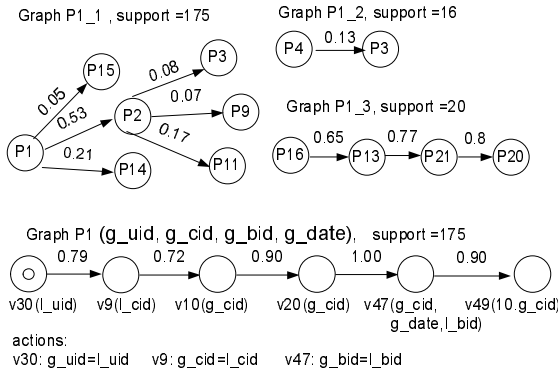 Graph P1_1 , support =175
P15
P3
0.08
0.05
0.53
P2
0.07
P9
P1
0.21
0.17
P14
P11
Graph P1_2, support =16
P4
0.13
P3
Graph P1_3, support =20
P16
0.65
P13
0.77
P21
0.8
P20
Graph P1 (g_uid, g_cid, g_bid, g_date), support =175
0.79 0.72 0.90 1.00 0.90
v30(l_uid) v9(l_cid) v10(g_cid) v20(g_cid) v47(g_cid, v49(10.g_cid)
g_date,l_bid)
actions:
v30: g_uid=l_uid v9: g_cid=l_cid v47: g_bid=l_bid